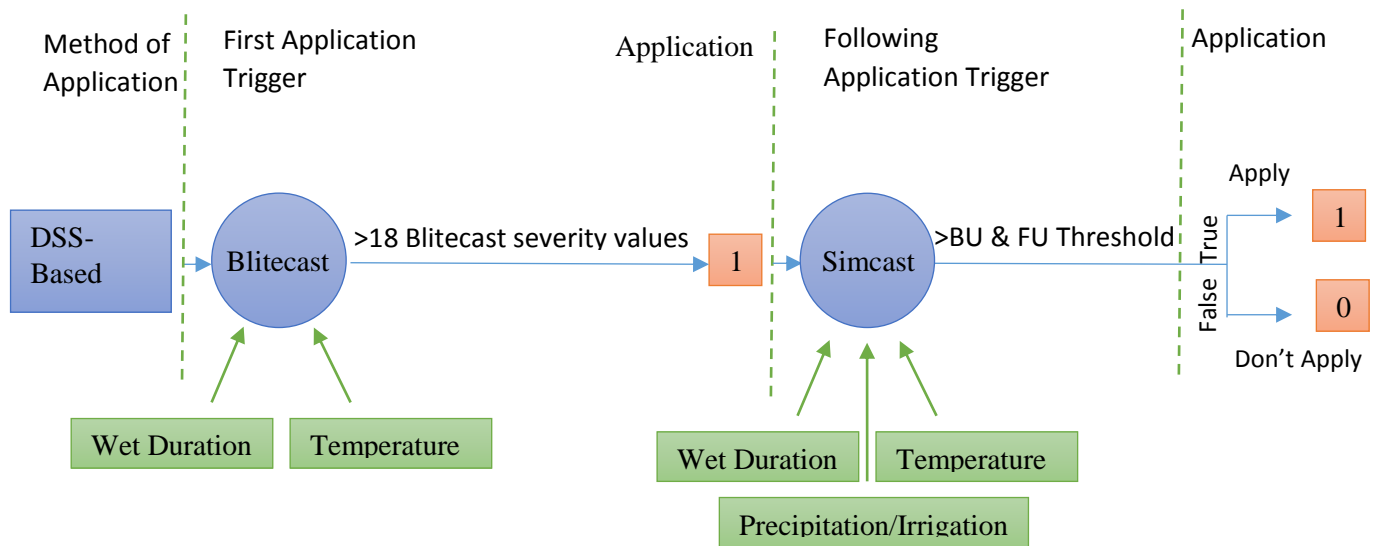 Method of
Application
First Application
Trigger
Application
Following
Application Trigger
Application
DSS-
Based
Blitecast
>18 Blitecast severity values
1
Simcast
>BU & FU Threshold
True
False
Apply
1
0
Don’t Apply
Wet Duration
Temperature
Wet Duration
Temperature
Precipitation/Irrigation